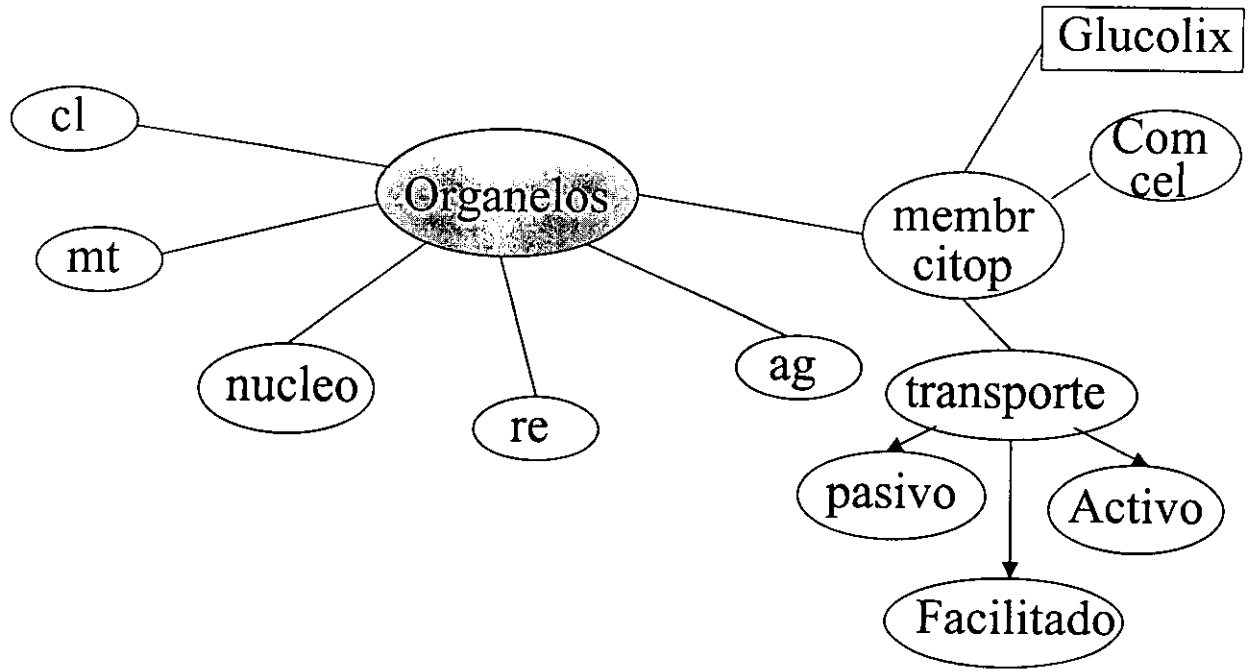 Glucolix
cl
Com
cel
Organelos
membr
citop
mt
nucleo
re
ag
transporte
pasivo
Activo
Facilitado